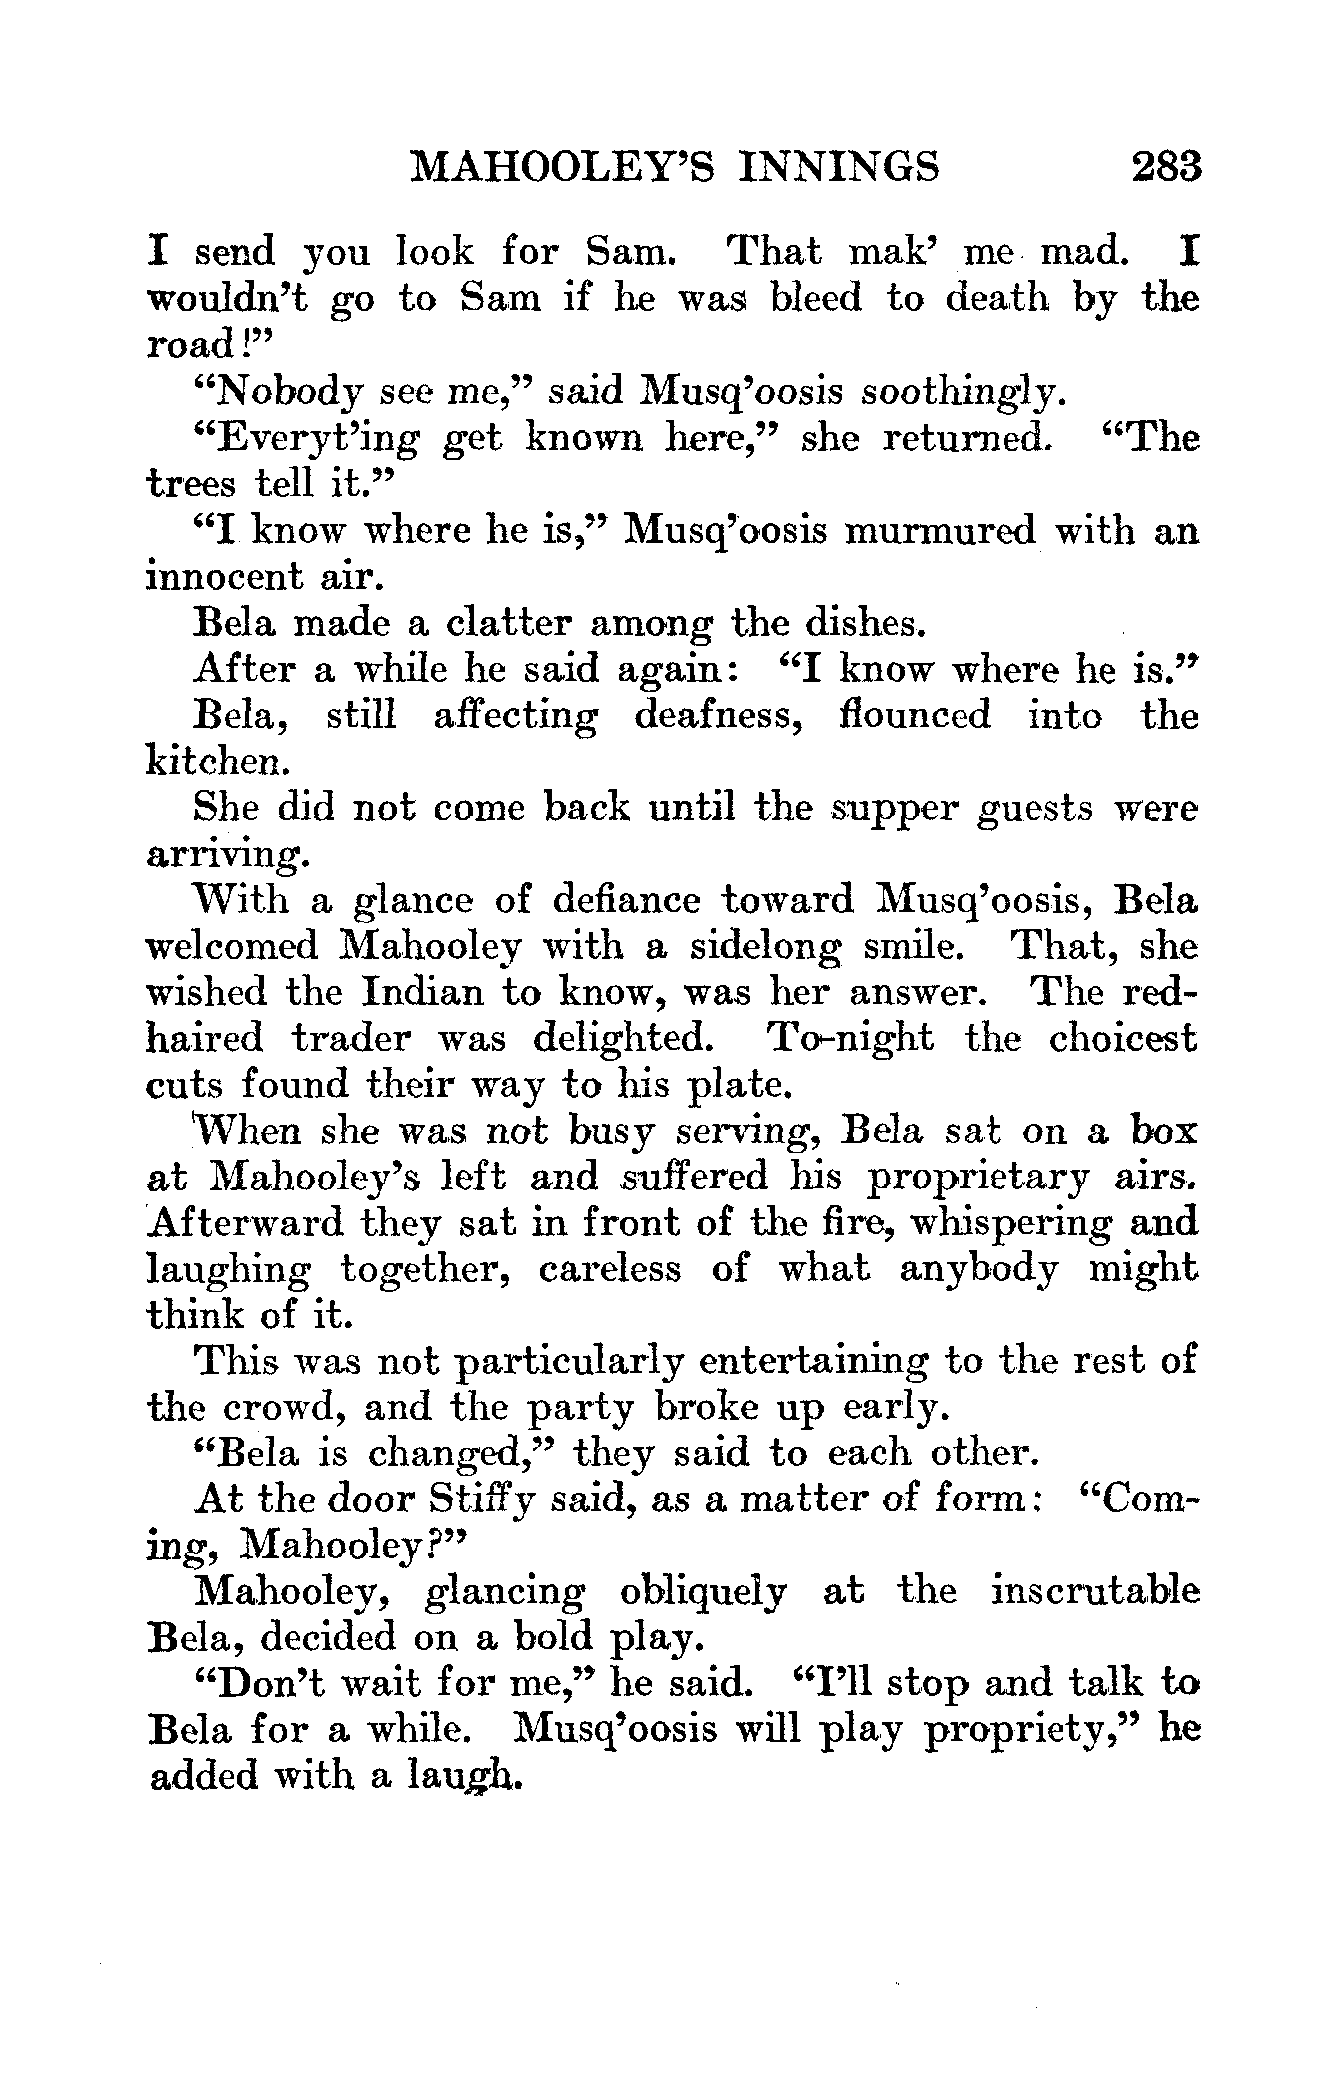 MAHOOLEY'S INNINGS 283
I send you look for Sam. That mak' me mad. I
wouldn't go to Sam if he was bleed to death by the
road!"
"Nobody see me," said Musq'oosis soothingly.
"Everyt'ing get known here," she returned. "The
trees tell it."
"I know where he is," Musq'oosis murmured with an
innocent air.
Bela made a clatter among the dishes.
After a while he said again: "I know where he is."
Bela, still affecting deafness, flounced into the
kitchen.
She did not come back until the supper guests were
arriving.
With a glance of defiance toward Musq'oosis, Bela
welcomed Mahooley with a sidelong smile. That, she
wished the Indian to know, was her answer. The red-
haired trader was delighted. To-night the choicest
cuts found their way to his plate.
When she was not busy serving, Bela sat on a box
at Mahooley's left and suffered his proprietary airs.
Afterward they sat in front of the fire, whispering and
laughing together, careless of what anybody might
think of it.
This was not particularly entertaining to the rest of
the crowd, and the party broke up early.
"Bela is changed," they said to each other.
At the door Stiffy said, as a matter of form: "Com-
ing, Mahooley?"
Mahooley, glancing obliquely at the inscrutable
Bela, decided on a bold play.
"Don't wait for me," he said. "I'll stop and talk to
Bela for a while. Musq'oosis will play propriety," he
added with a laugh.